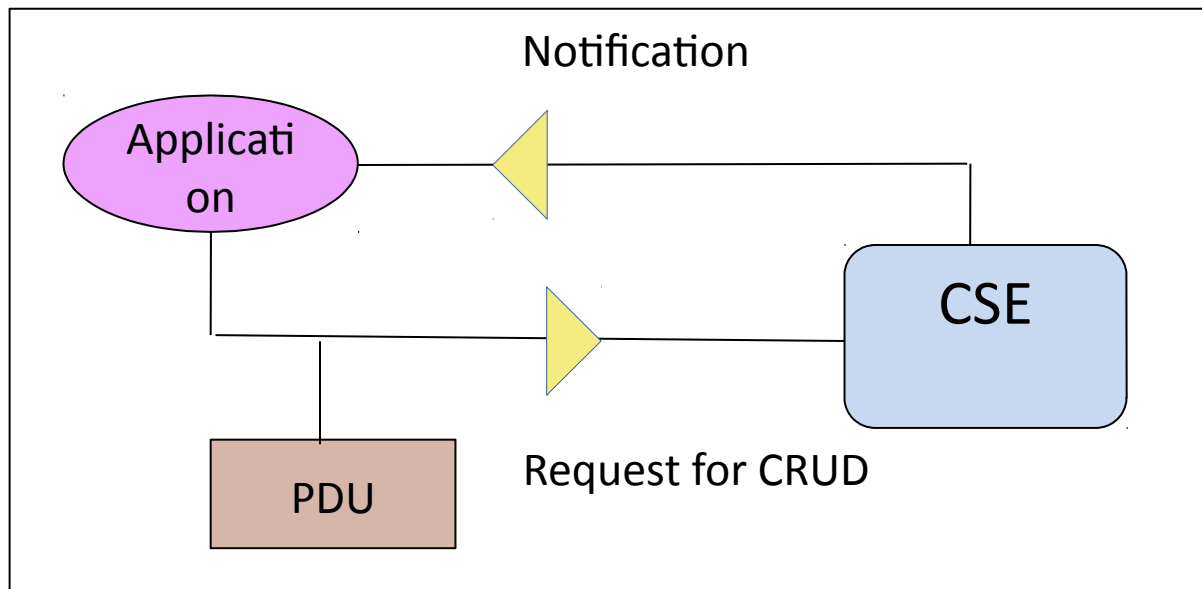 Notification
Applicati
on
CSE
Request for CRUD
PDU